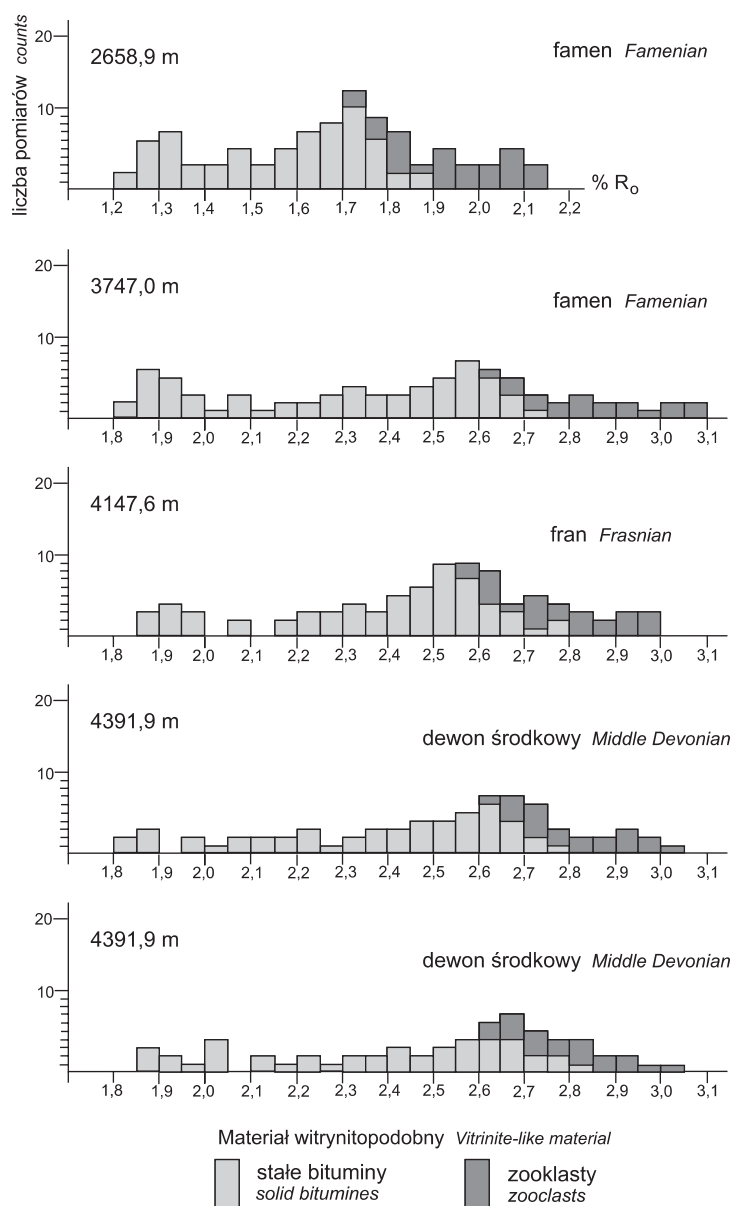 liczba pomiarów counts
20
2658,9 m
famen Famenian
10
% Ro
1,2 1,3 1,4 1,5 1,6 1,7 1,8 1,9 2,0 2,1 2,2
20
3747,0 m
famen Famenian
10
1,8 1,9 2,0 2,1 2,2 2,3 2,4 2,5 2,6 2,7 2,8 2,9 3,0 3,1
20
4147,6 m
fran Frasnian
10
1,8 1,9 2,0 2,1 2,2 2,3 2,4 2,5 2,6 2,7 2,8 2,9 3,0 3,1
20
4391,9 m
dewon środkowy Middle Devonian
10
1,8 1,9 2,0 2,1 2,2 2,3 2,4 2,5 2,6 2,7 2,8 2,9 3,0 3,1
20
4391,9 m
dewon środkowy Middle Devonian
10
1,8 1,9 2,0 2,1 2,2 2,3 2,4 2,5 2,6 2,7 2,8 2,9 3,0 3,1
Materiał witrynitopodobny Vitrinite-like material
stałe bituminy zooklasty
solid bitumines zooclasts